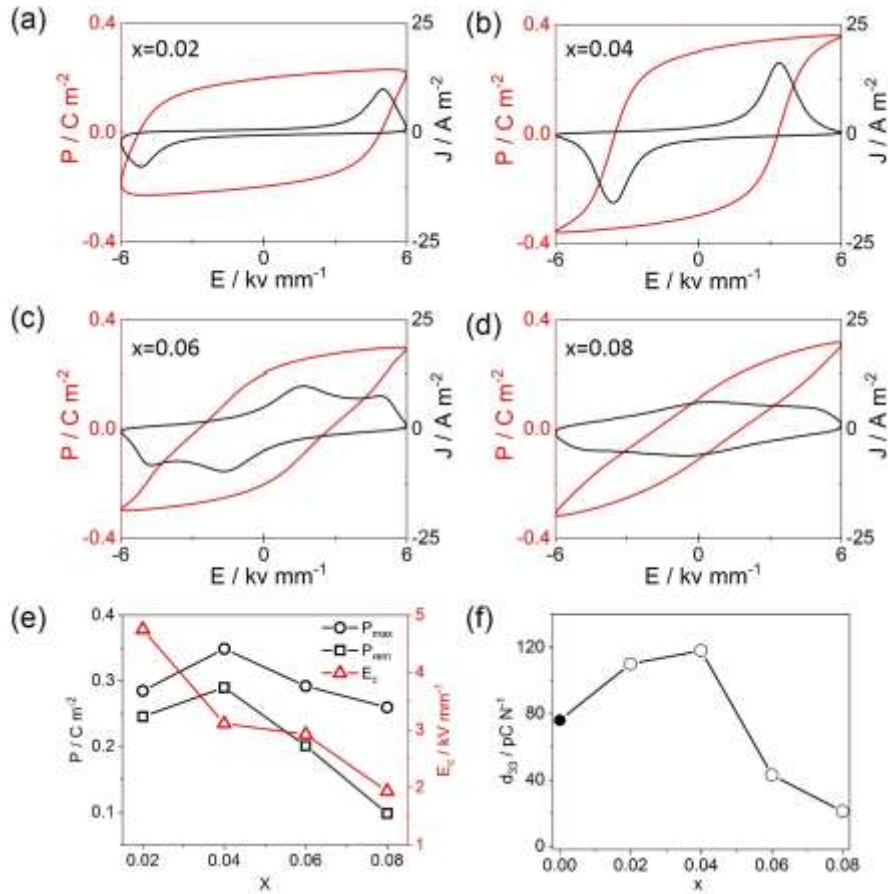 (a)
x=0.02
0.4
0.0
-0.4
P / C m⁻²
25
0
-25
J / A m⁻²
-6
0
6
E / kv mm⁻¹
(b)
x=0.04
0.4
0.0
-0.4
P / C m⁻²
25
0
-25
J / A m⁻²
-6
0
6
E / kv mm⁻¹
(c)
x=0.06
0.4
0.0
-0.4
P / C m⁻²
25
0
-25
J / A m⁻²
-6
0
6
E / kv mm⁻¹
(d)
x=0.08
0.4
0.0
-0.4
P / C m⁻²
25
0
-25
J / A m⁻²
-6
0
6
E / kv mm⁻¹
(e)
0.4
0.3
0.2
0.1
P / C m⁻²
Pmax
Prem
Ec
5
4
3
2
1
Ec / kV mm⁻¹
0.02
0.04
0.06
0.08
X
(f)
120
80
40
0
d₃₃ / pC N⁻¹
0.00
0.02
0.04
0.06
0.08
x